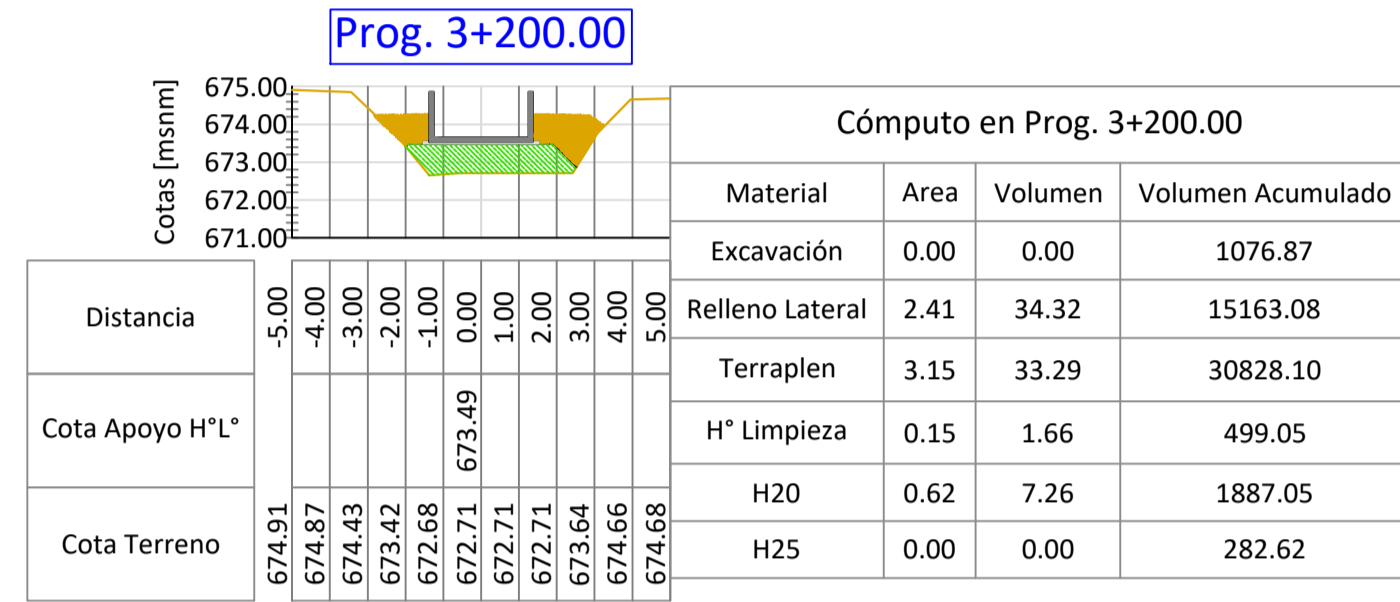 Prog. 3+200.00
Cotas [msnm]
675.00
674.00
673.00
672.00
671.00
Distancia
-5.00 -4.00 -3.00 -2.00 -1.00 0.00 1.00 2.00 3.00 4.00 5.00
Cota Apoyo H°L°
673.49
Cota Terreno
674.91 674.87 674.43 673.42 672.68 672.71 672.71 672.71 673.64 674.66 674.68
Cómputo en Prog. 3+200.00
Material Area Volumen Volumen Acumulado
Excavación 0.00 0.00 1076.87
Relleno Lateral 2.41 34.32 15163.08
Terraplen 3.15 33.29 30828.10
H° Limpieza 0.15 1.66 499.05
H20 0.62 7.26 1887.05
H25 0.00 0.00 282.62